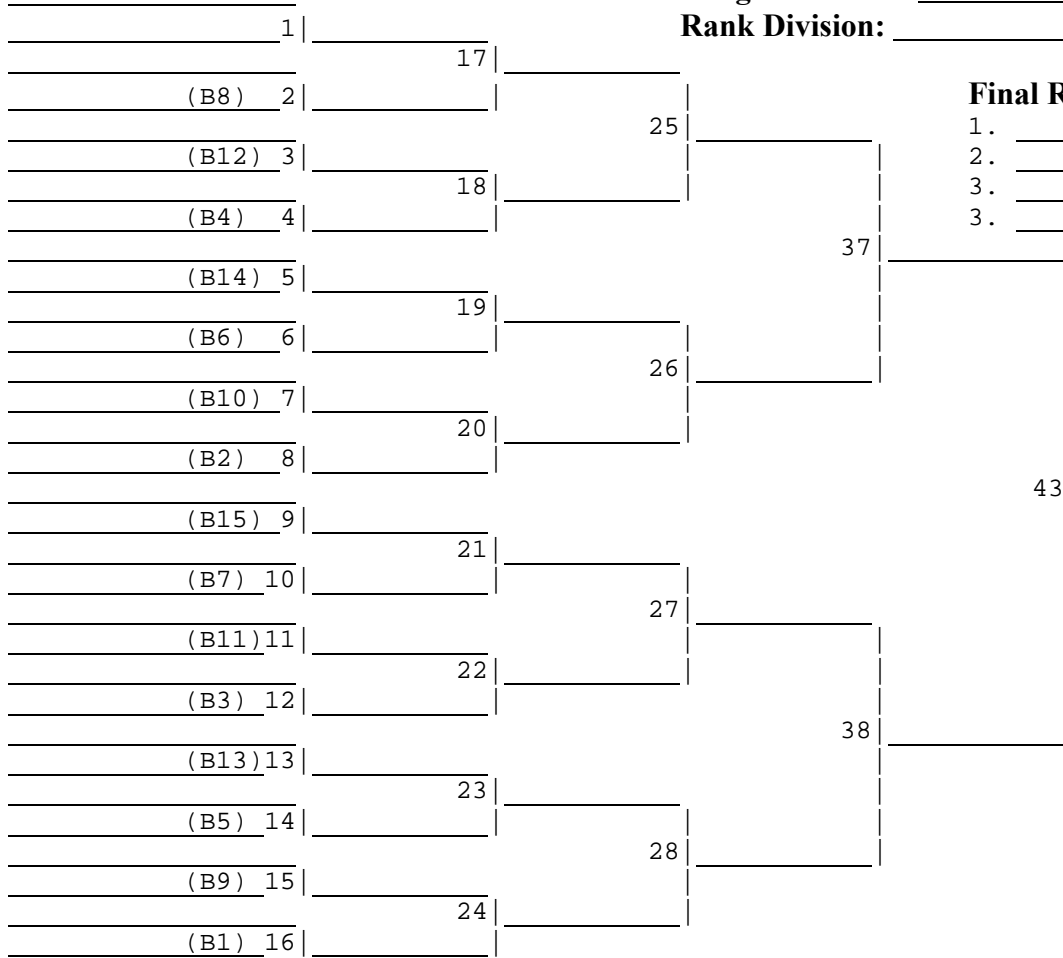 1
Rank Division:
17
(B8) 2
Final R
25
1.
(B12) 3
2.
18
3.
(B4) 4
3.
37
(B14) 5
19
(B6) 6
26
(B10) 7
20
(B2) 8
43
(B15) 9
21
(B7) 10
27
(B11) 11
22
(B3) 12
38
(B13) 13
23
(B5) 14
28
(B9) 15
24
(B1) 16